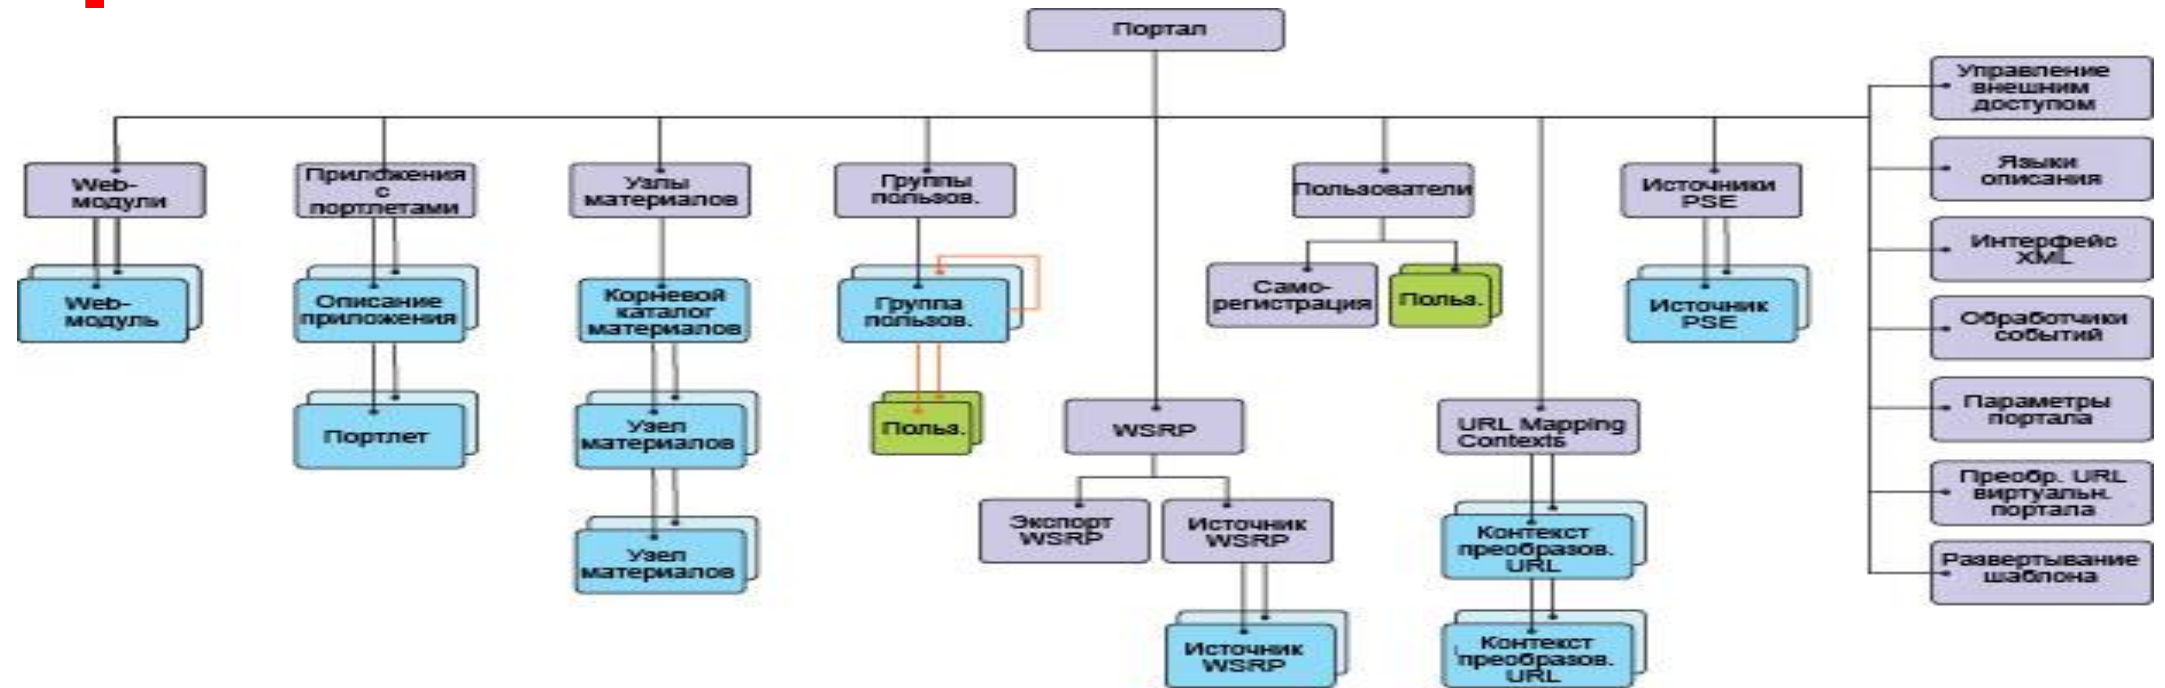 Портал
Управление
внешним
доступом
Языки
описания
Интерфейс
XML
Обработчики
событий
Параметры
портала
Преобр. URL
виртуальн.
портала
Развертывание
шаблона
Web-
модули
Приложения
с
портлетами
Узлы
материалов
Группы
пользов.
Пользователи
Источники
PSE
Web-
модуль
Описание
приложения
Корневой
каталог
материалов
Группа
пользов.
Само-
регистрация
Польз.
Источник
PSE
Портлет
Узел
материалов
Польз.
WSRP
URL Mapping
Contexts
Узел
материалов
Экспорт
WSRP
Источник
WSRP
Контекст
преобразов.
URL
Источник
WSRP
Контекст
преобразов.
URL